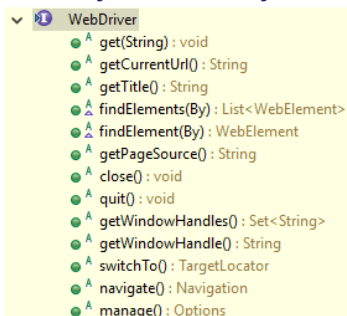 WebDriver
get(String) : void
getCurrentUrl() : String
getTitle() : String
findElements(By) : List<WebElement>
findElement(By) : WebElement
getPageSource() : String
close() : void
quit() : void
getWindowHandles() : Set<String>
getWindowHandle() : String
switchTo() : TargetLocator
navigate() : Navigation
manage() : Options